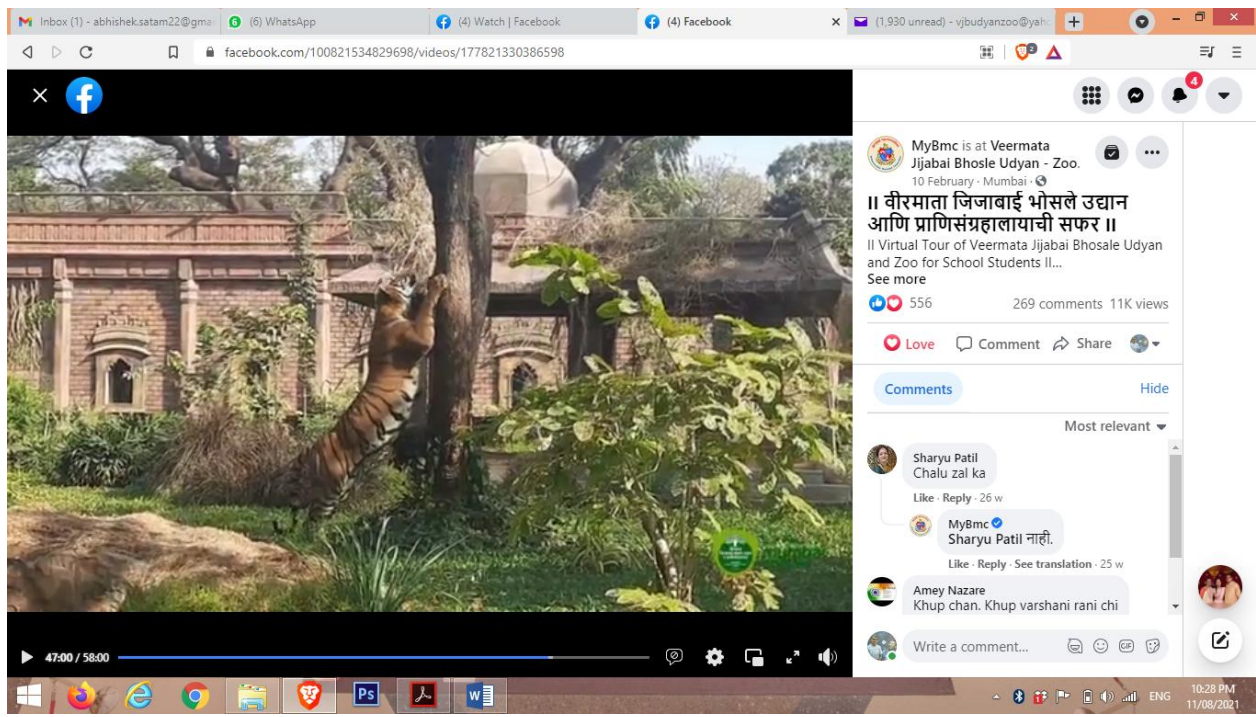 Inbox (1) - abhishek.satam22@gma
(6) WhatsApp
(4) Watch | Facebook
(4) Facebook
(1,930 unread) - vjbudyanzoo@yaho
facebook.com/100821534829698/videos/177821330386598
2
4
MyBmc is at Veermata
Jijabai Bhosle Udyan - Zoo.
10 February · Mumbai ·
॥ वीरमाता जिजाबाई भोसले उद्यान
आणि प्राणिसंग्रहालयाची सफर ॥
II Virtual Tour of Veermata Jijabai Bhosale Udyan
and Zoo for School Students II...
See more
556 269 comments 11K views
Love Comment Share
Comments Hide
Most relevant
Sharyu Patil
Chalu zal ka
Like · Reply · 26 w
MyBmc
Sharyu Patil नाही.
Like · Reply · See translation · 25 w
Amey Nazare
Khup chan. Khup varshani rani chi
Write a comment...
GIF
47:00 / 58:00
Ps
ENG
10:28 PM
11/08/2021